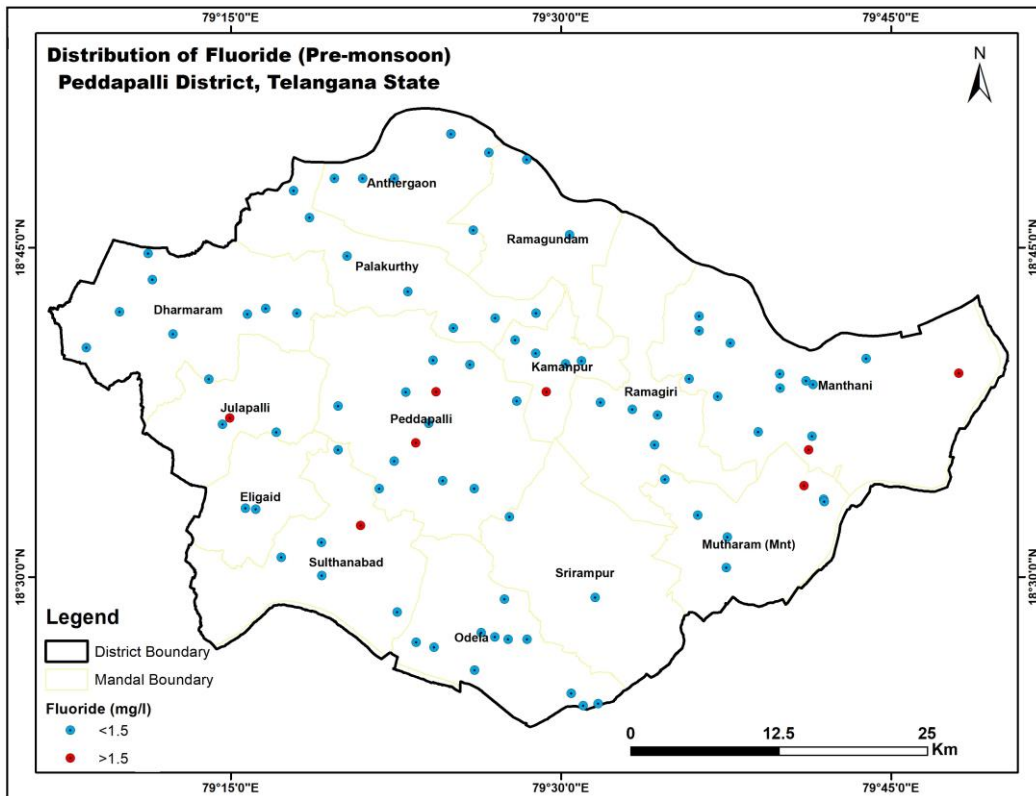 79°15'0"E
79°30'0"E
79°45'0"E
Distribution of Fluoride (Pre-monsoon)
Peddapalli District, Telangana State
N
Anthergaon
Ramagundam
18°45'0"N
18°45'0"N
Palakurthy
Dharmaram
Kamanpur
Manthani
Ramagiri
Julapalli
Peddapalli
Eligaid
Mutharam (Mnt)
Sulthanabad
Srirampur
18°30'0"N
18°30'0"N
Odela
Legend
District Boundary
Mandal Boundary
Fluoride (mg/l)
<1.5
>1.5
0
12.5
25
Km
79°15'0"E
79°30'0"E
79°45'0"E